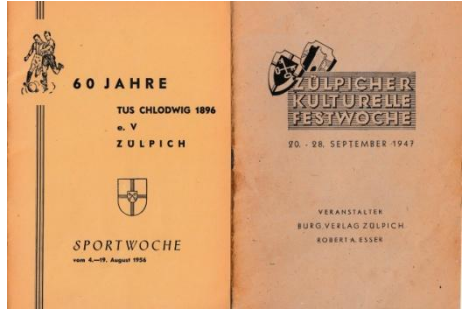 60 JAHRE
TUS CHLODWIG 1896
e. V
ZÜLPICH
SPORTWOCHE
vom 4.—19. August 1956
ZÜLPICHER
KULTURELLE
FESTWOCHE
20. - 28. SEPTEMBER 1947
VERANSTALTER
BURG.VERLAG ZÜLPICH
ROBERT A. ESSER